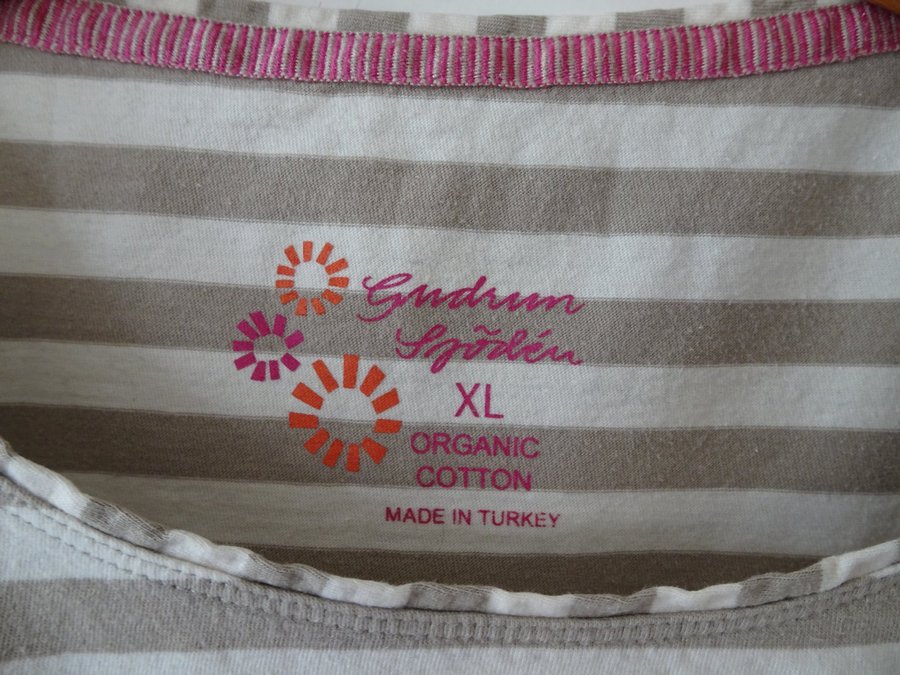 Gudrun
Sjödén
XL
ORGANIC
COTTON
MADE IN TURKEY